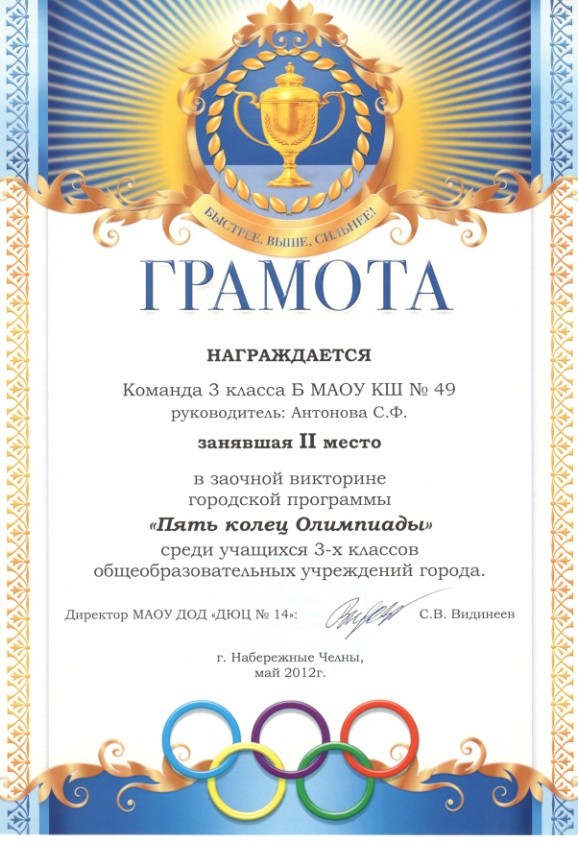 БЫСТРЕЕ, ВЫШЕ, СИЛЬНЕЕ!
ГРАМОТА
НАГРАЖДАЕТСЯ
Команда 3 класса Б МАОУ КШ № 49
руководитель: Антонова С.Ф.
занявшая II место
в заочной викторине
городской программы
«Пять колец Олимпиады»
среди учащихся 3-х классов
общеобразовательных учреждений города.
Директор МАОУ ДОД «ДЮЦ № 14»: С.В. Видинеев
г. Набережные Челны,
май 2012г.